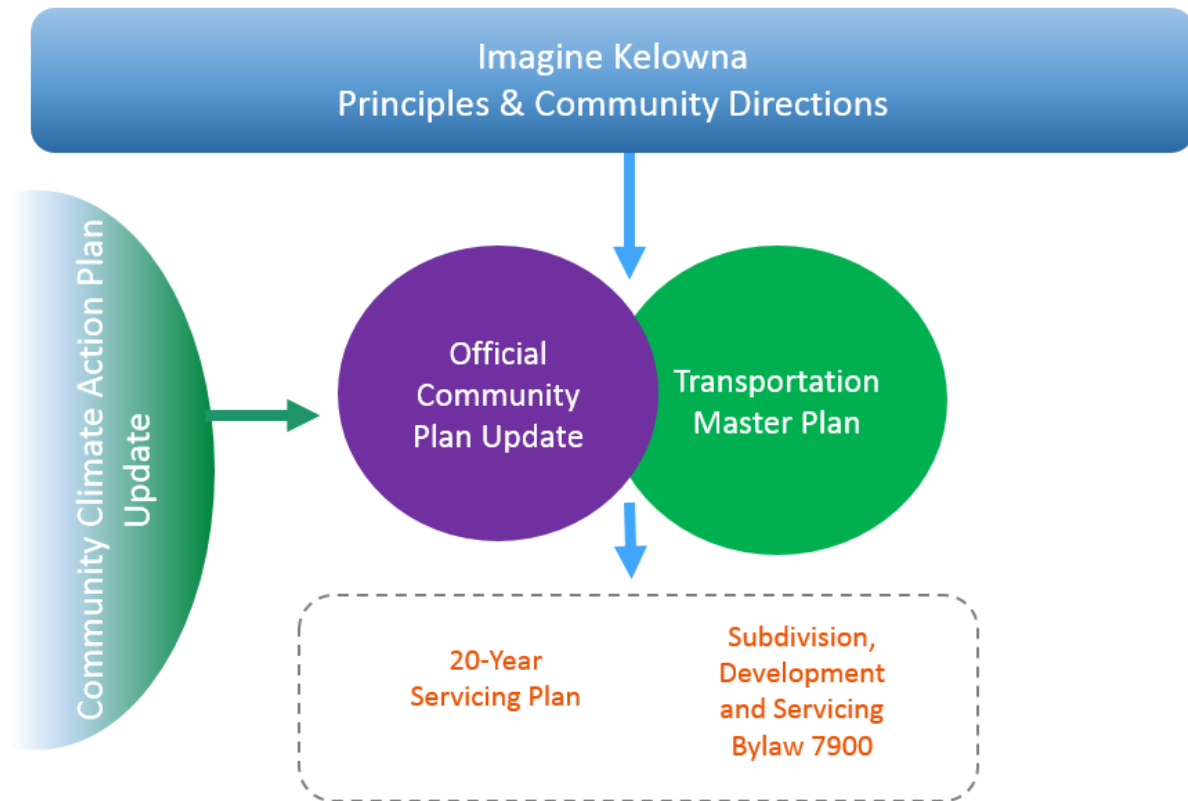 Imagine Kelowna
Principles & Community Directions
Community Climate Action Plan
Update
Official
Community
Plan Update
Transportation
Master Plan
20-Year
Servicing Plan
Subdivision,
Development
and Servicing
Bylaw 7900